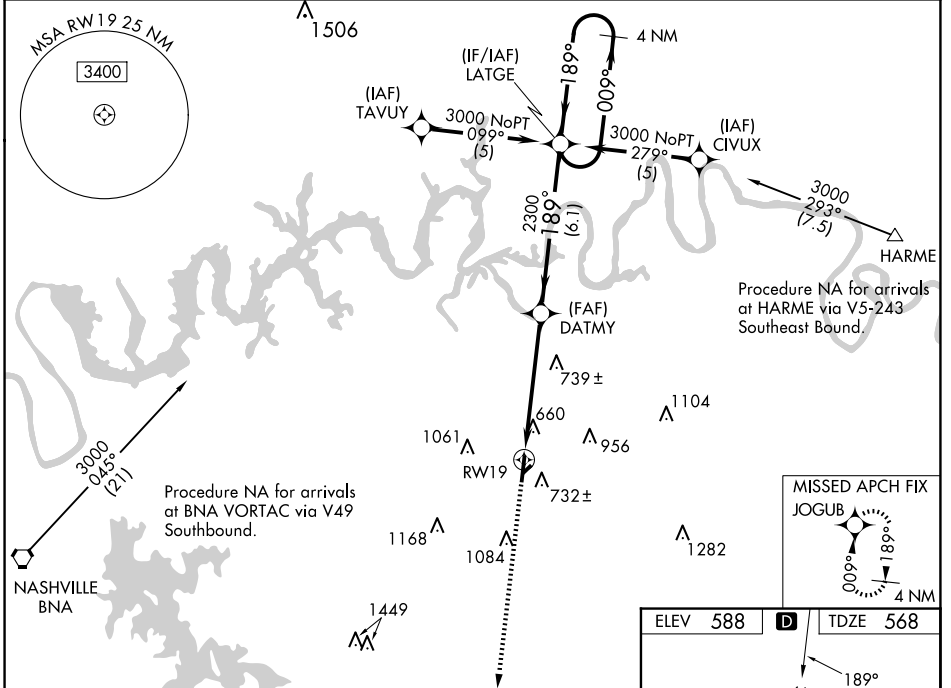 MSA RW 19 25 NM
3400
1506
4 NM
189°
009°
(IF/IAF)
LATGE
(IAF)
TAVUY
3000 NoPT
099°
(5)
3000 NoPT
279°
(5)
(IAF)
CIVUX
3000
293°
(7.5)
HARME
2300
189°
(6.1)
Procedure NA for arrivals
at HARME via V5-243
Southeast Bound.
(FAF)
DATMY
739 ±
660
1104
1061
956
RW19
732 ±
3000
045°
(21)
Procedure NA for arrivals
at BNA VORTAC via V49
Southbound.
1168
1084
1282
NASHVILLE
BNA
1449
MISSED APCH FIX
JOGUB
009°
189°
4 NM
ELEV 588 D TDZE 568
189°